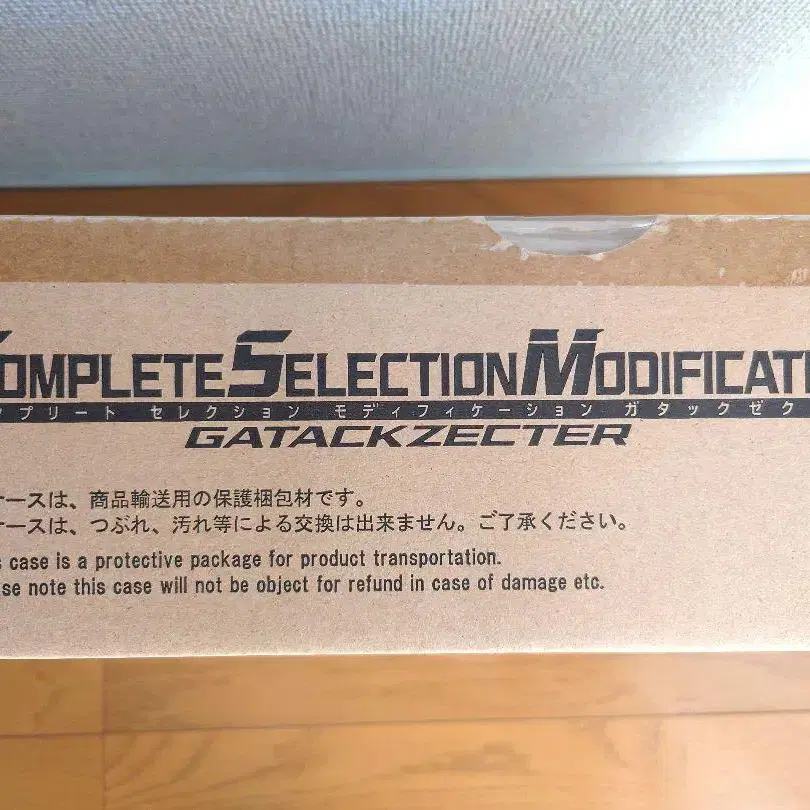 COMPLETE SELECTION MODIFICATI
プリート セレクション モディフィケーション ガタックゼク
GATACKZECTER
ースは、商品輸送用の保護梱包材です。
ースは、つぶれ、汚れ等による交換は出来ません。ご了承ください。
s case is a protective package for product transportation.
se note this case will not be object for refund in case of damage etc.